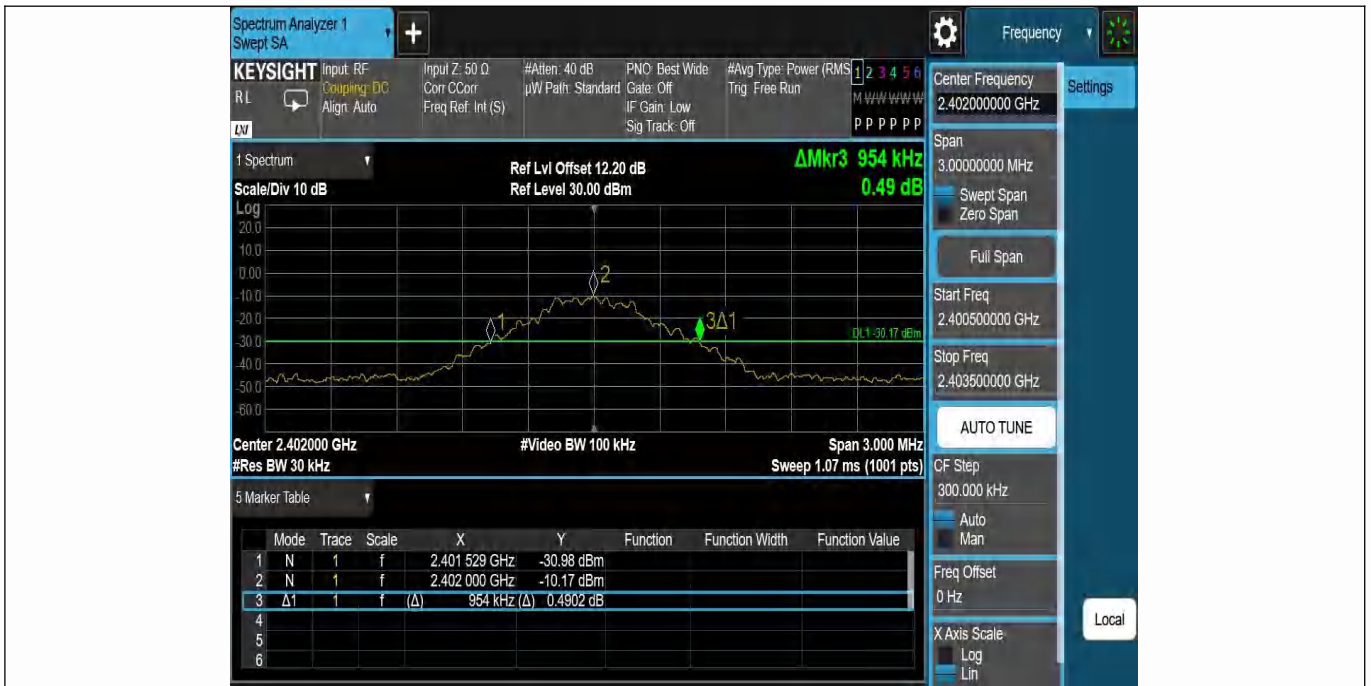 Spectrum Analyzer 1
Swept SA
+
Frequency
KEYSIGHT
RL
LXI
Input: RF
Coupling: DC
Align: Auto
Input Z: 50 Ω
Corr CCorr
Freq Ref: Int (S)
#Atten: 40 dB
µW Path: Standard
PNO: Best Wide
Gate: Off
IF Gain: Low
Sig Track: Off
#Avg Type: Power (RMS
Trig: Free Run
1 2 3 4 5 6
M W W W W W
P P P P P P
1 Spectrum
Scale/Div 10 dB
Ref Lvl Offset 12.20 dB
Ref Level 30.00 dBm
ΔMkr3 954 kHz
0.49 dB
Log
20.0
10.0
0.00
-10.0
-20.0
-30.0
-40.0
-50.0
-60.0
1
2
3Δ1
DL1 -30.17 dBm
Center 2.402000 GHz
#Video BW 100 kHz
Span 3.000 MHz
#Res BW 30 kHz
Sweep 1.07 ms (1001 pts)
5 Marker Table
Mode Trace Scale X Y Function Function Width Function Value
1 N 1 f 2.401 529 GHz -30.98 dBm
2 N 1 f 2.402 000 GHz -10.17 dBm
3 Δ1 1 f (Δ) 954 kHz (Δ) 0.4902 dB
4
5
6
Center Frequency
2.402000000 GHz
Settings
Span
3.00000000 MHz
Swept Span
Zero Span
Full Span
Start Freq
2.400500000 GHz
Stop Freq
2.403500000 GHz
AUTO TUNE
CF Step
300.000 kHz
Auto
Man
Freq Offset
0 Hz
Local
X Axis Scale
Log
Lin